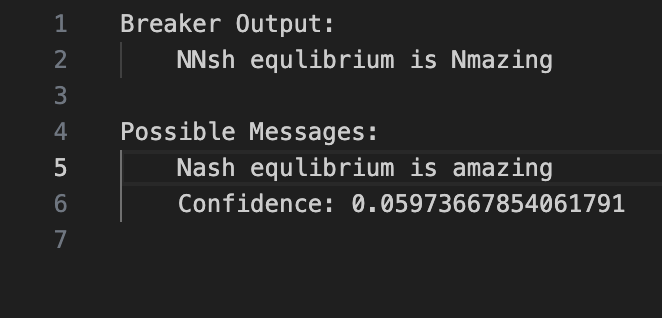 1 Breaker Output:
2 NNsh equlibrium is Nmazing
3
4 Possible Messages:
5 Nash equlibrium is amazing
6 Confidence: 0.05973667854061791
7